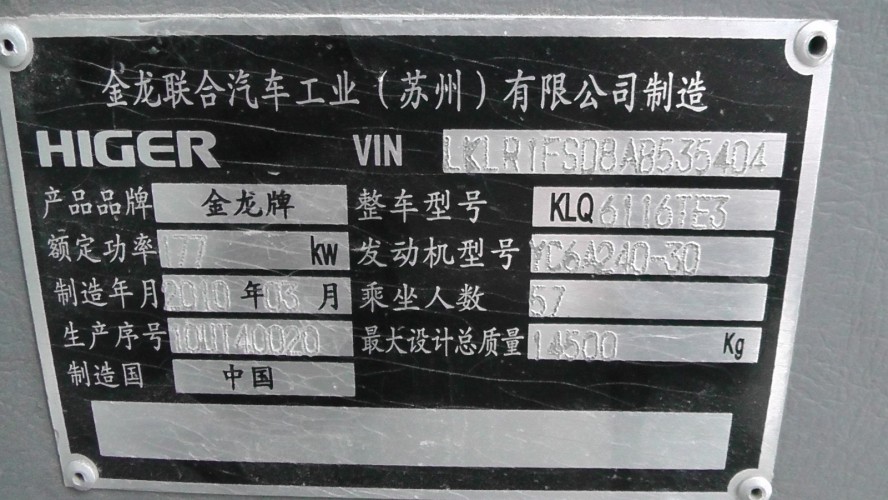 金龙联合汽车工业（苏州）有限公司制造
HIGER VIN LKLR1FSD8AB535404
产品品牌 金龙牌 整车型号 KLQ6116TE3
额定功率 177 kw 发动机型号 YC6A240-30
制造年月 2010 年 03 月 乘坐人数 57
生产序号 10UT40020 最大设计总质量 14500 Kg
制造国 中国